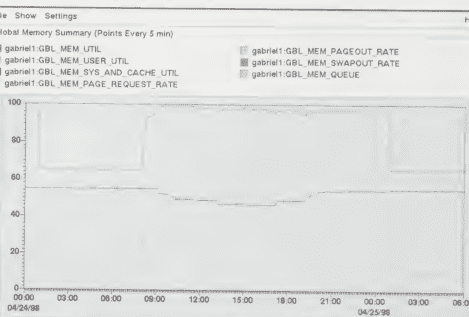 Show Settings
Global Memory Summary (Points Every 5 min)
gabriel1:GBL_MEM_UTIL
gabriel1:GBL_MEM_USER_UTIL
gabriel1:GBL_MEM_SYS_AND_CACHE_UTIL
gabriel1:GBL_MEM_PAGE_REQUEST_RATE
gabriel1:GBL_MEM_PAGEOUT_RATE
gabriel1:GBL_MEM_SWAPOUT_RATE
gabriel1:GBL_MEM_QUEUE
100
80
60
40
20
0
00:00 03:00 06:00 09:00 12:00 15:00 18:00 21:00 00:00 03:00 06:0
04/24/98 04/25/98